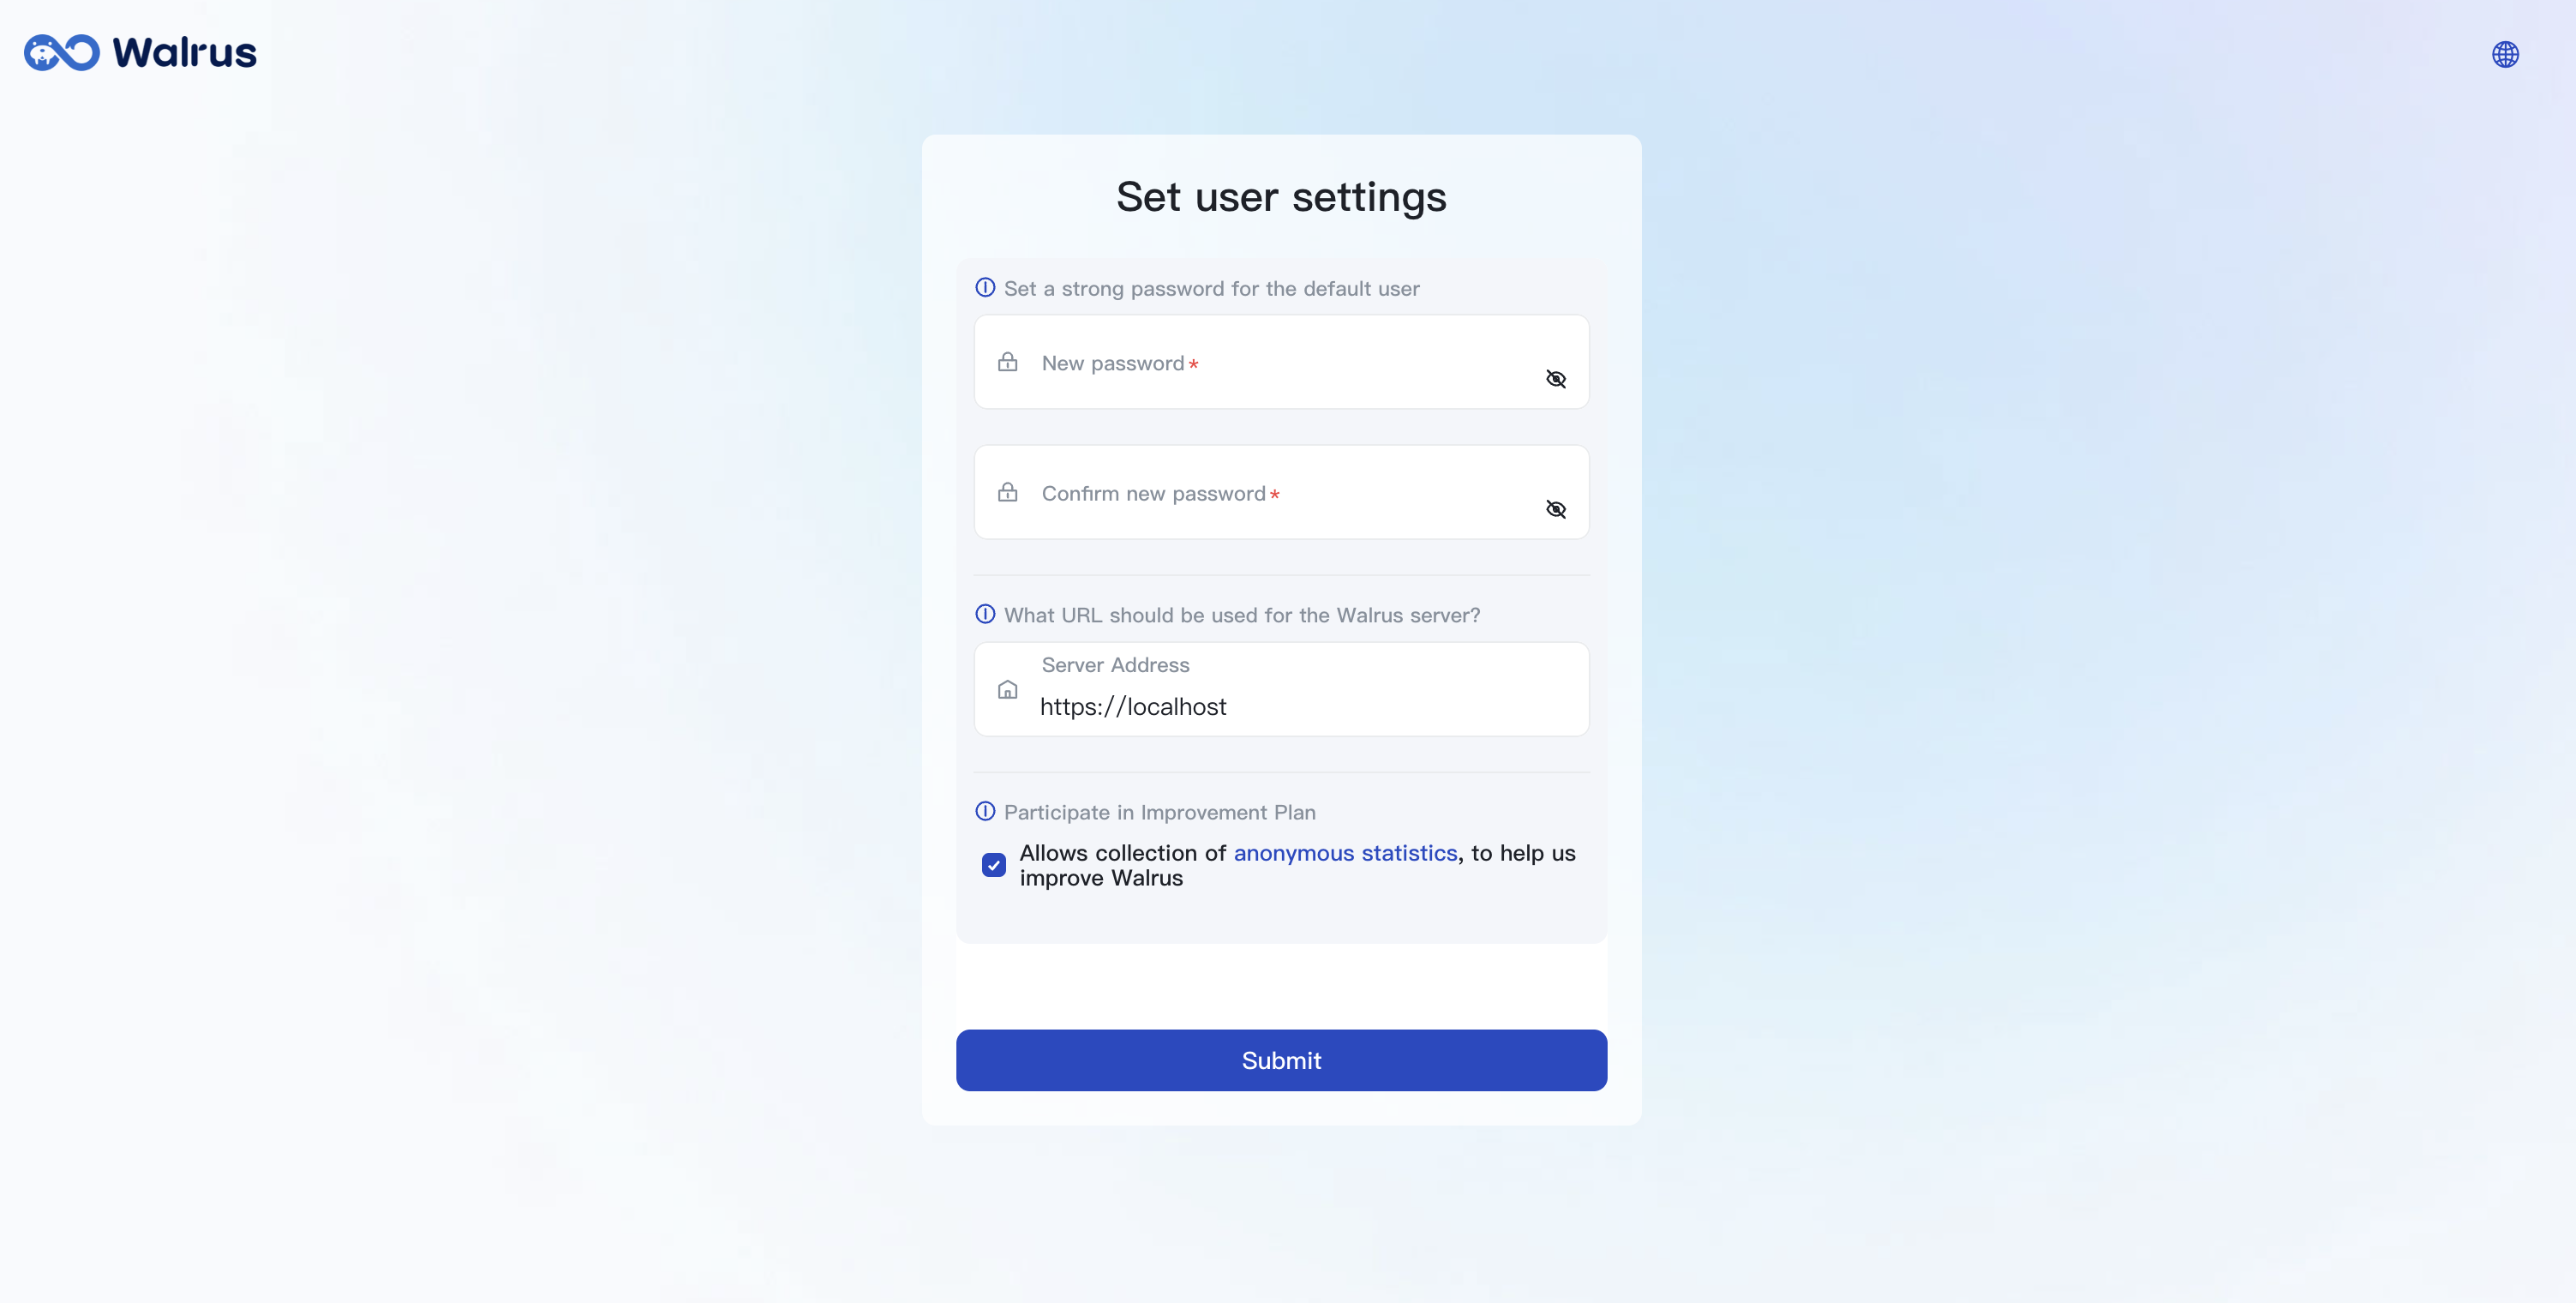 Walrus
Set user settings
Set a strong password for the default user
New password*
Confirm new password*
What URL should be used for the Walrus server?
Server Address
https://localhost
Participate in Improvement Plan
Allows collection of anonymous statistics, to help us
improve Walrus
Submit